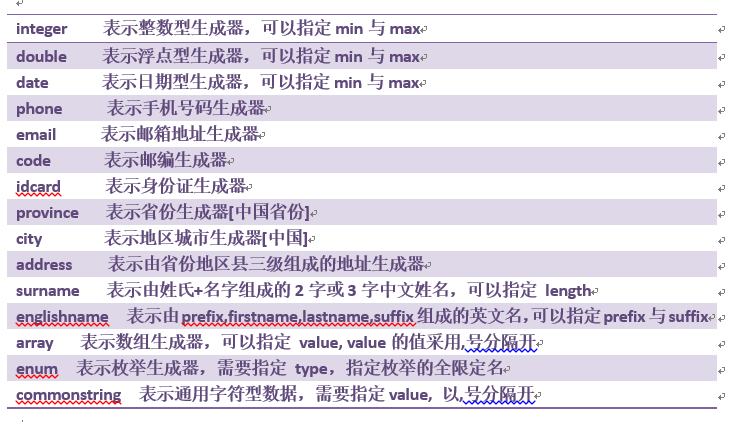 integer 表示整数型生成器，可以指定 min 与 max
double 表示浮点型生成器，可以指定 min 与 max
date 表示日期型生成器，可以指定 min 与 max
phone 表示手机号码生成器
email 表示邮箱地址生成器
code 表示邮编生成器
idcard 表示身份证生成器
province 表示省份生成器[中国省份]
city 表示地区城市生成器[中国]
address 表示由省份地区县三级组成的地址生成器
surname 表示由姓氏+名字组成的 2 字或 3 字中文姓名，可以指定 length
englishname 表示由 prefix,firstname,lastname,suffix 组成的英文名，可以指定 prefix 与 suffix
array 表示数组生成器，可以指定 value, value 的值采用,号分隔开
enum 表示枚举生成器，需要指定 type，指定枚举的全限定名
commonstring 表示通用字符型数据，需要指定 value, 以,号分隔开